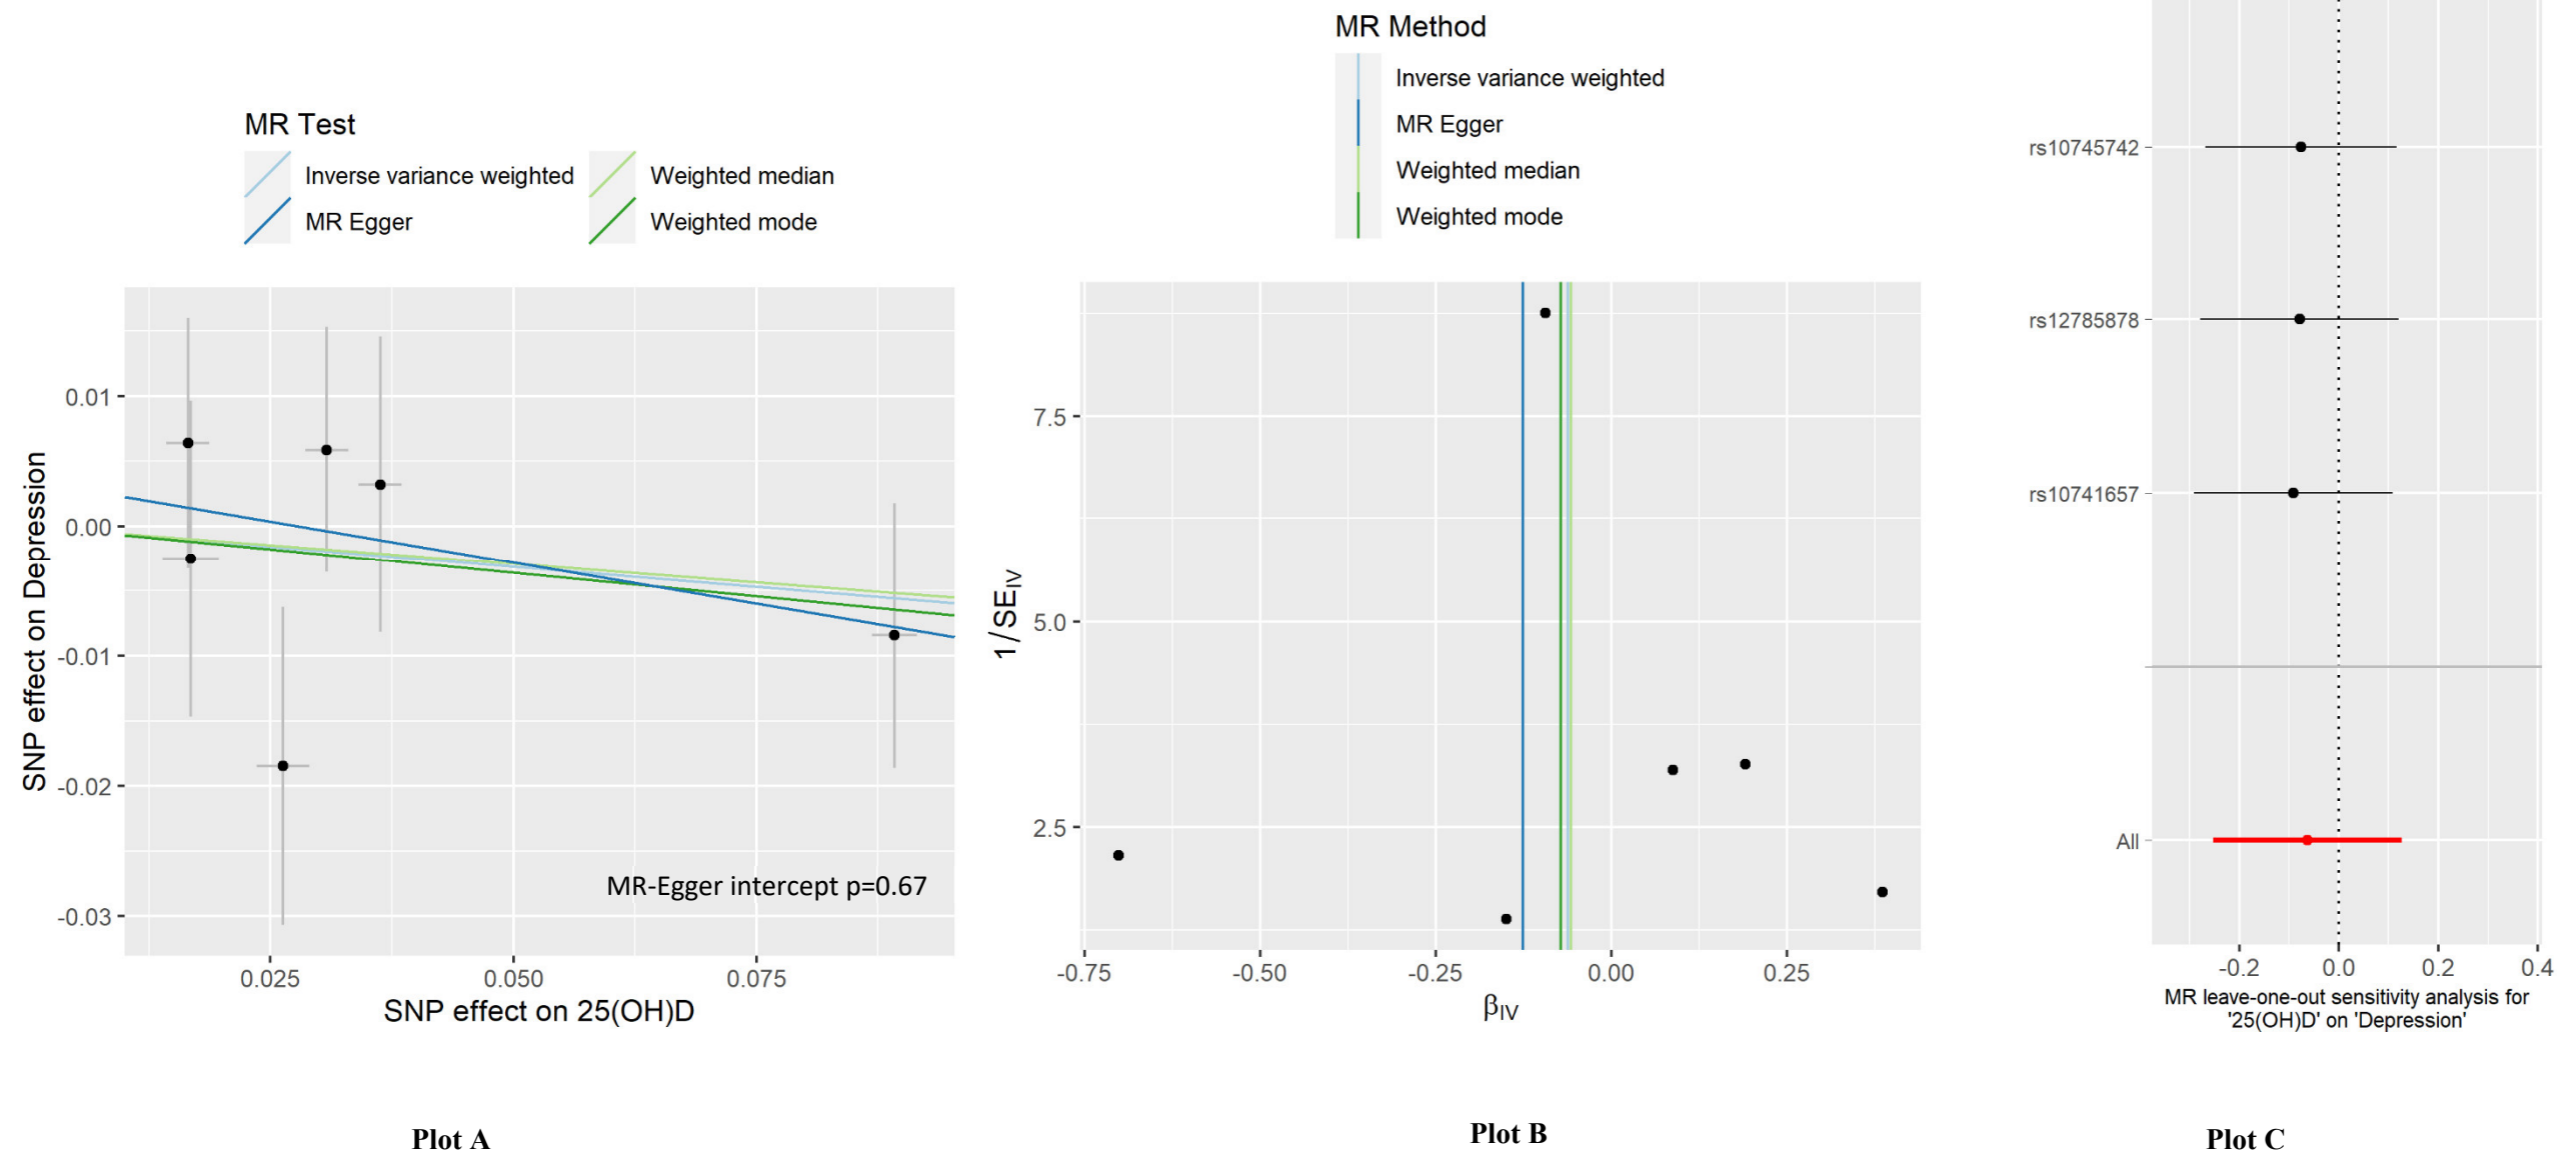 MR Test
Inverse variance weighted
Weighted median
MR Egger
Weighted mode
0.01
0.00
-0.01
-0.02
-0.03
SNP effect on Depression
MR-Egger intercept p=0.67
0.025
0.050
0.075
SNP effect on 25(OH)D
Plot A
MR Method
Inverse variance weighted
MR Egger
Weighted median
Weighted mode
7.5
5.0
2.5
1/SEIV
-0.75
-0.50
-0.25
0.00
0.25
βIV
Plot B
rs10745742
rs12785878
rs10741657
All
-0.2
0.0
0.2
0.4
MR leave-one-out sensitivity analysis for
'25(OH)D' on 'Depression'
Plot C